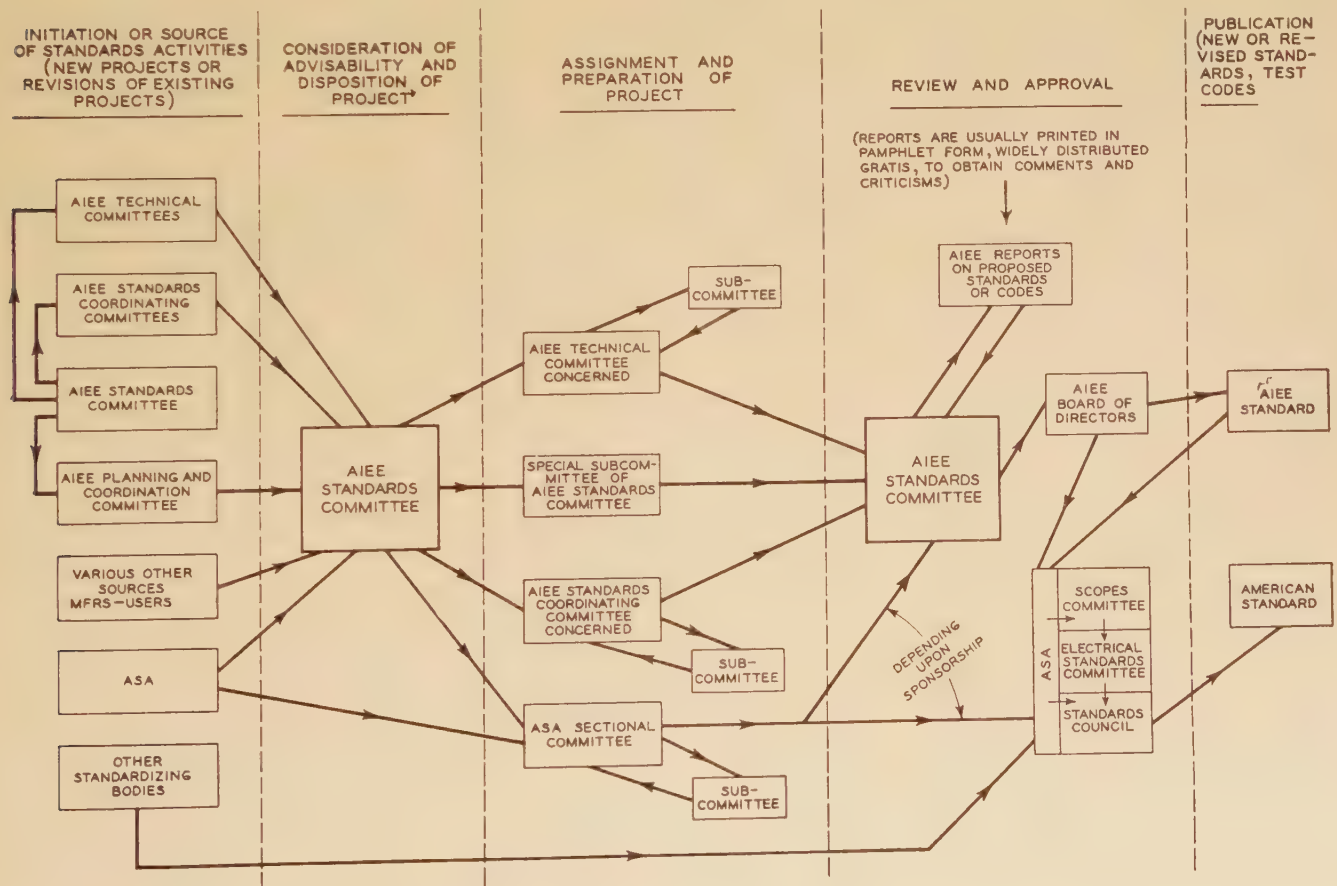 INITIATION OR SOURCE
OF STANDARDS ACTIVITIES
(NEW PROJECTS OR
REVISIONS OF EXISTING
PROJECTS)
CONSIDERATION OF
ADVISABILITY AND
DISPOSITION OF
PROJECT
ASSIGNMENT AND
PREPARATION OF
PROJECT
REVIEW AND APPROVAL
PUBLICATION
(NEW OR RE-
VISED STAND-
ARDS, TEST
CODES
(REPORTS ARE USUALLY PRINTED IN
PAMPHLET FORM, WIDELY DISTRIBUTED
GRATIS, TO OBTAIN COMMENTS AND
CRITICISMS)
AIEE TECHNICAL
COMMITTEES
AIEE STANDARDS
COORDINATING
COMMITTEES
AIEE STANDARDS
COMMITTEE
AIEE PLANNING AND
COORDINATION
COMMITTEE
VARIOUS OTHER
SOURCES
MFRS-USERS
ASA
OTHER
STANDARDIZING
BODIES
AIEE
STANDARDS
COMMITTEE
SUB-
COMMITTEE
AIEE TECHNICAL
COMMITTEE
CONCERNED
SPECIAL SUBCOM-
MITTEE OF
AIEE STANDARDS
COMMITTEE
AIEE STANDARDS
COORDINATING
COMMITTEE
CONCERNED
SUB-
COMMITTEE
ASA SECTIONAL
COMMITTEE
SUB-
COMMITTEE
AIEE REPORTS
ON PROPOSED
STANDARDS
OR CODES
AIEE
STANDARDS
COMMITTEE
DEPENDING
UPON
SPONSORSHIP
AIEE
BOARD OF
DIRECTORS
ASA
SCOPES
COMMITTEE
ELECTRICAL
STANDARDS
COMMITTEE
STANDARDS
COUNCIL
AIEE
STANDARD
AMERICAN
STANDARD